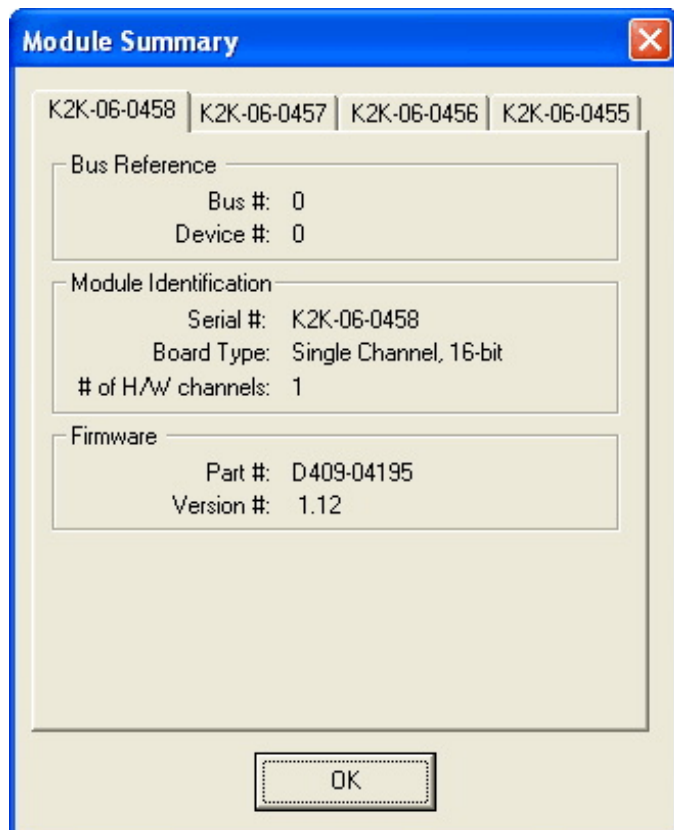 Module Summary
K2K-06-0458 K2K-06-0457 K2K-06-0456 K2K-06-0455
Bus Reference
Bus #: 0
Device #: 0
Module Identification
Serial #: K2K-06-0458
Board Type: Single Channel, 16-bit
# of H/W channels: 1
Firmware
Part #: D409-04195
Version #: 1.12
OK